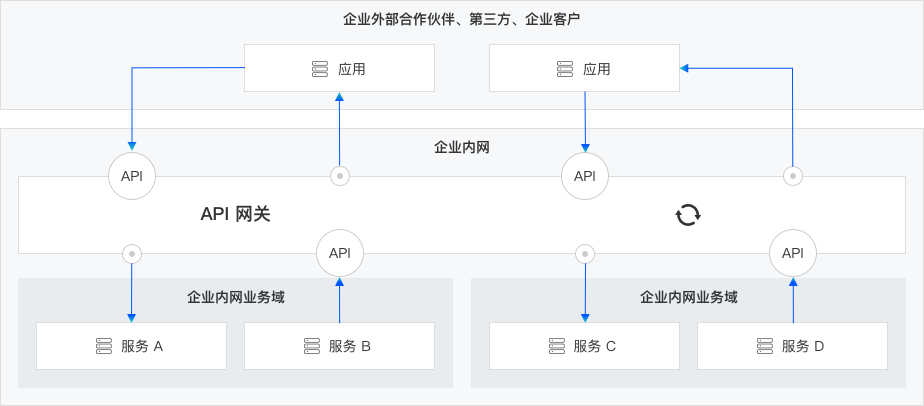 企业外部合作伙伴、第三方、企业客户
应用
应用
企业内网
API
API
API 网关
API
API
企业内网业务域
企业内网业务域
服务 A
服务 B
服务 C
服务 D